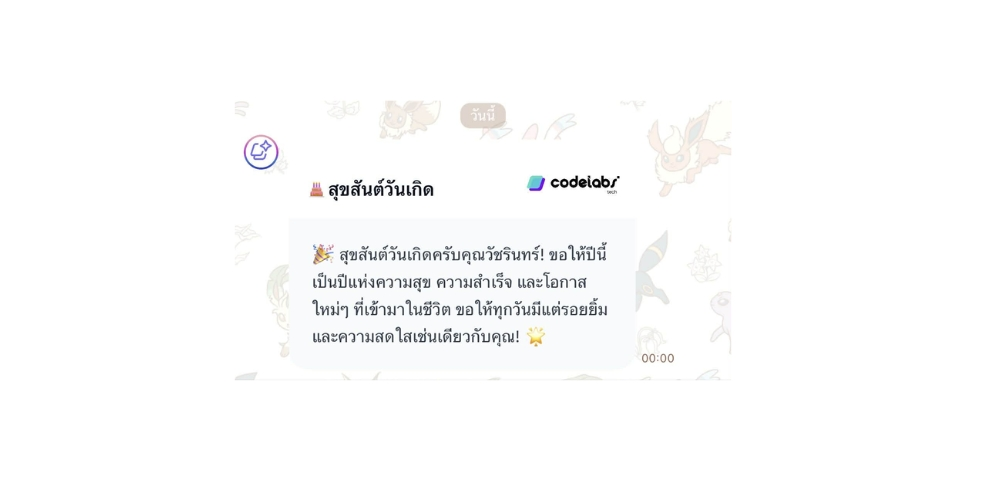 วันนี้
🎂 สุขสันต์วันเกิด
codelabs
tech
🎉 สุขสันต์วันเกิดครับคุณวัชรินทร์! ขอให้ปีนี้
เป็นปีแห่งความสุข ความสำเร็จ และโอกาส
ใหม่ๆ ที่เข้ามาในชีวิต ขอให้ทุกวันมีแต่รอยยิ้ม
และความสดใสเช่นเดียวกับคุณ! 🌟
00:00